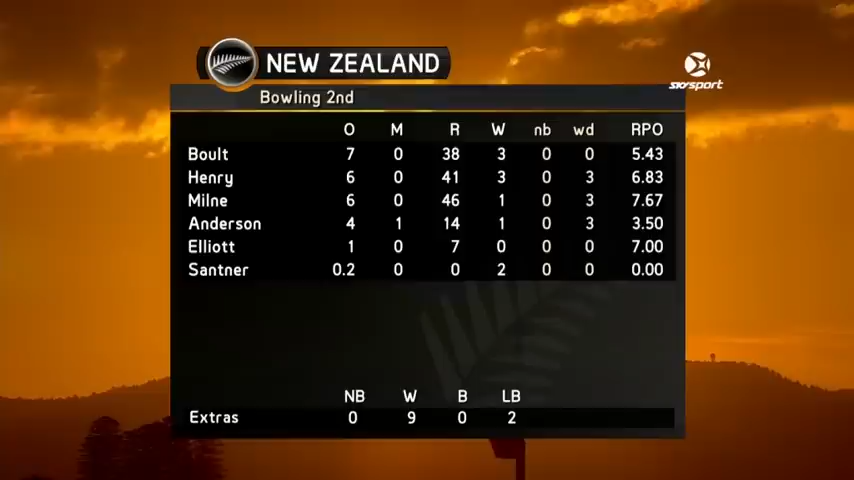 NEW ZEALAND
sky sport
Bowling 2nd
O M R W nb wd RPO
Boult 7 0 38 3 0 0 5.43
Henry 6 0 41 3 0 3 6.83
Milne 6 0 46 1 0 3 7.67
Anderson 4 1 14 1 0 3 3.50
Elliott 1 0 7 0 0 0 7.00
Santner 0.2 0 0 2 0 0 0.00
NB W B LB
Extras 0 9 0 2